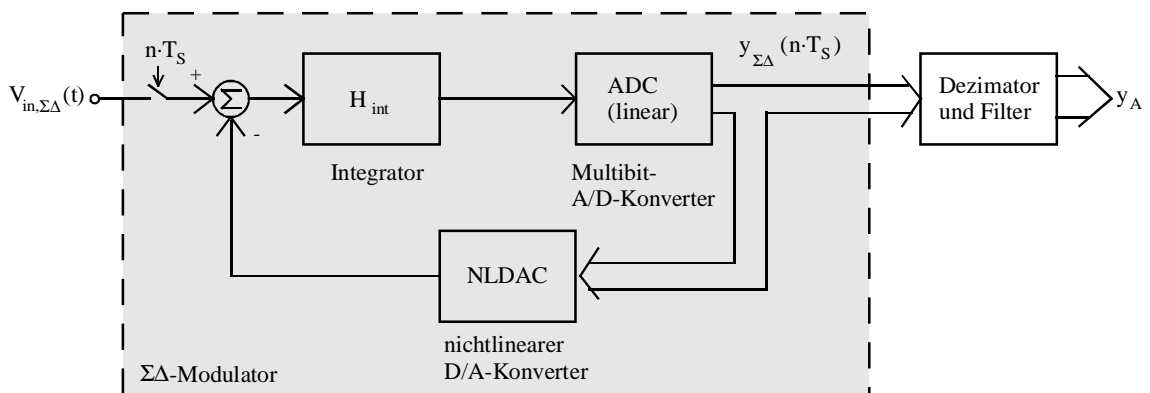 n·T_S
V_in,ΣΔ(t)
+
Σ
-
H_int
Integrator
ADC
(linear)
Multibit-
A/D-Konverter
y_ΣΔ(n·T_S)
Dezimator
und Filter
y_A
NLDAC
nichtlinearer
D/A-Konverter
ΣΔ-Modulator